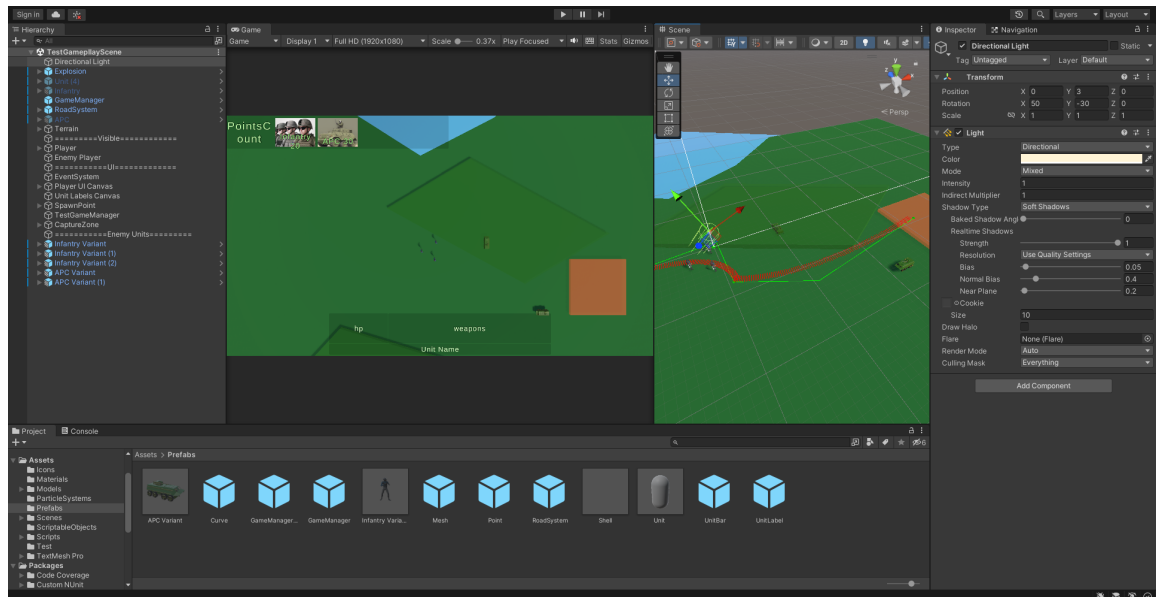 Sign in
Layers
Layout
Hierarchy
All
TestGamepllayScene
Directional Light
Explosion
Unit (4)
Infantry
GameManager
RoadSystem
APC
Terrain
=========Visible============
Player
Enemy Player
===========UI==============
EventSystem
Player UI Canvas
Unit Labels Canvas
SpawnPoint
TestGameManager
CaptureZone
===========Enemy Units=========
Infantry Variant
Infantry Variant (1)
Infantry Variant (2)
APC Variant
APC Variant (1)
Game
Game
Display 1
Full HD (1920x1080)
Scale
0.37x
Play Focused
Stats
Gizmos
PointsC
ount
Infantry
20
APC 30
hp
weapons
Unit Name
Scene
2D
y
z
Persp
Inspector
Navigation
Directional Light
Static
Tag
Untagged
Layer
Default
Transform
Position
X 0
Y 3
Z 0
Rotation
X 50
Y -30
Z 0
Scale
X 1
Y 1
Z 1
Light
Type
Directional
Color
Mode
Mixed
Intensity
1
Indirect Multiplier
1
Shadow Type
Soft Shadows
Baked Shadow Angl
0
Realtime Shadows
Strength
1
Resolution
Use Quality Settings
Bias
0.05
Normal Bias
0.4
Near Plane
0.2
Cookie
Size
10
Draw Halo
Flare
None (Flare)
Render Mode
Auto
Culling Mask
Everything
Add Component
Project
Console
6
Assets
Icons
Materials
Models
ParticleSystems
Prefabs
Scenes
ScriptableObjects
Scripts
Test
TextMesh Pro
Packages
Code Coverage
Custom NUnit
Assets > Prefabs
APC Variant
Curve
GameManager...
GameManager
Infantry Varia...
Mesh
Point
RoadSystem
Shell
Unit
UnitBar
UnitLabel